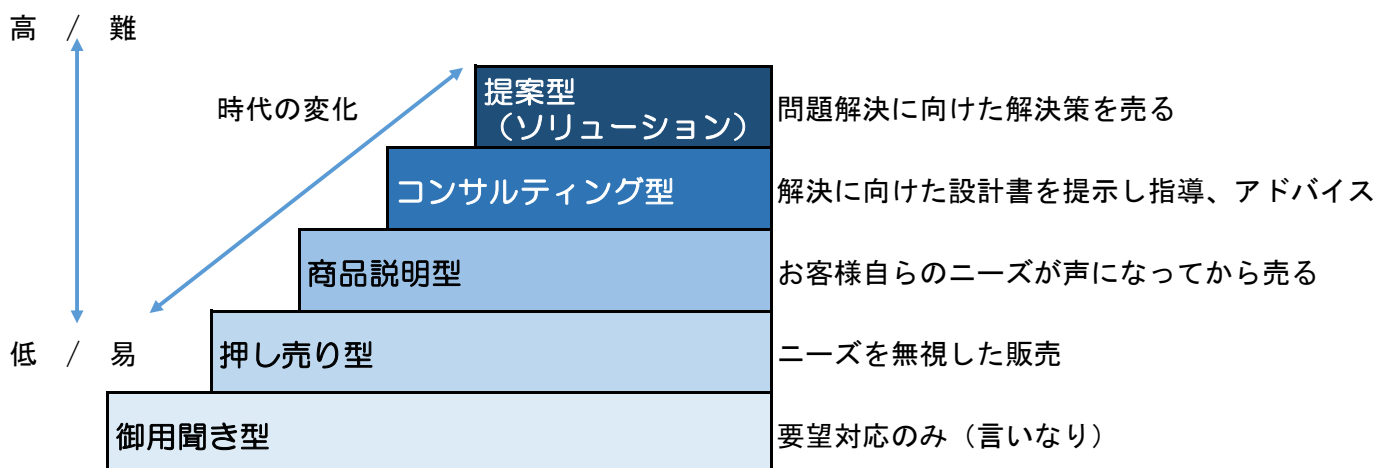 高 / 難
時代の変化
提案型
（ソリューション）
問題解決に向けた解決策を売る
コンサルティング型
解決に向けた設計書を提示し指導、アドバイス
商品説明型
お客様自らのニーズが声になってから売る
低 / 易
押し売り型
ニーズを無視した販売
御用聞き型
要望対応のみ（言いなり）